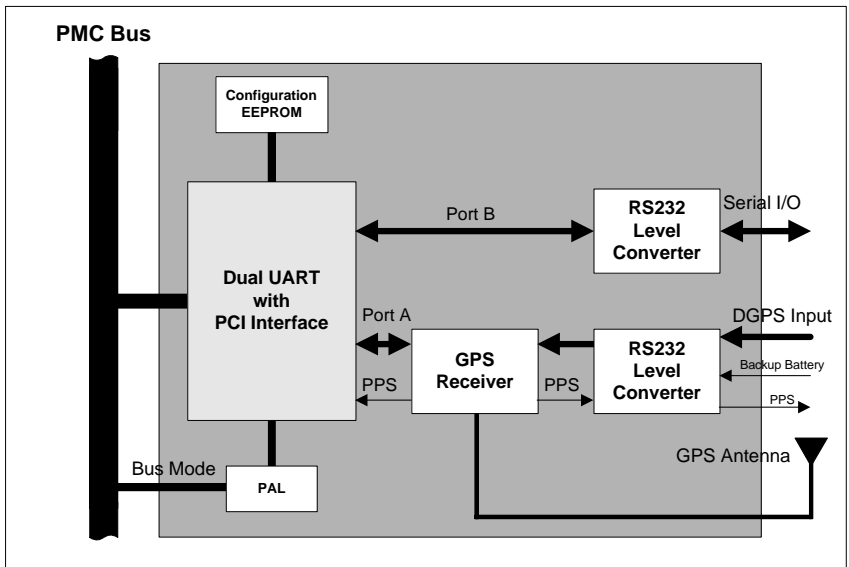 PMC Bus
Configuration
EEPROM
Port B
RS232
Level
Converter
Serial I/O
Dual UART
with
PCI Interface
Port A
PPS
GPS
Receiver
PPS
RS232
Level
Converter
DGPS Input
Backup Battery
PPS
GPS Antenna
Bus Mode
PAL